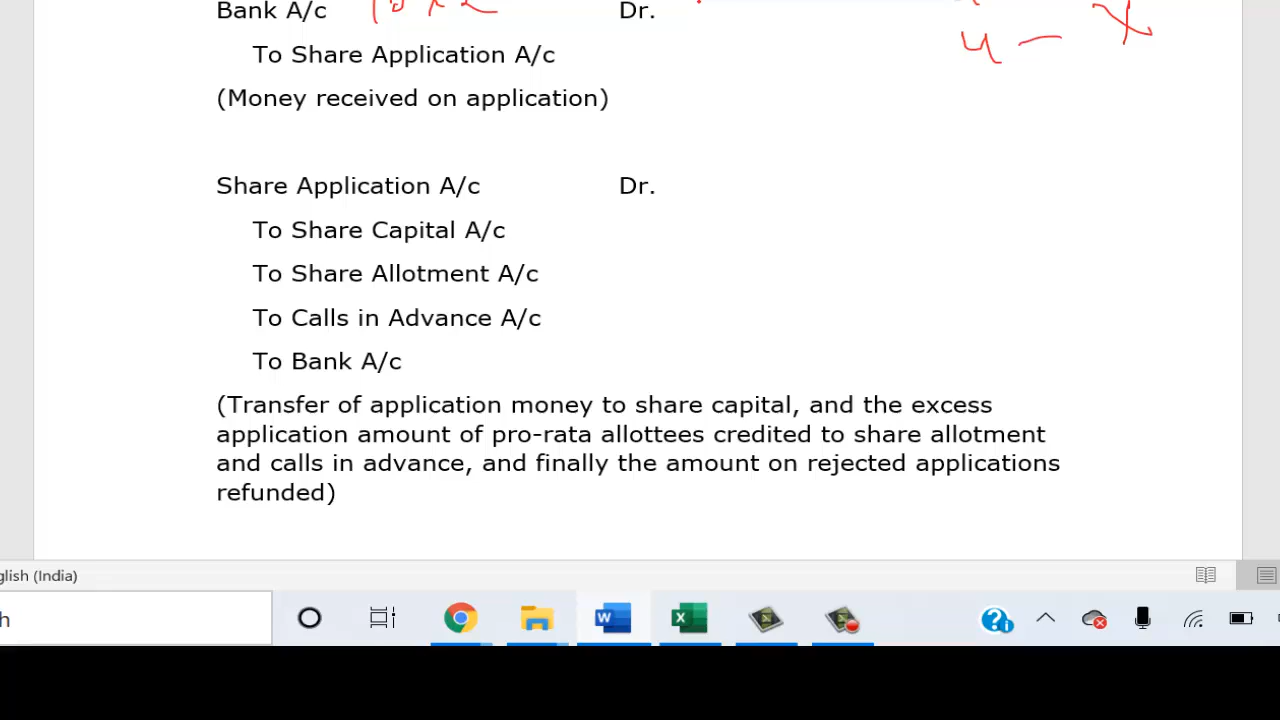 Bank A/c Dr.
To Share Application A/c
4 —
(Money received on application)
Share Application A/c Dr.
To Share Capital A/c
To Share Allotment A/c
To Calls in Advance A/c
To Bank A/c
(Transfer of application money to share capital, and the excess
application amount of pro-rata allottees credited to share allotment
and calls in advance, and finally the amount on rejected applications
refunded)
glish (India)
h